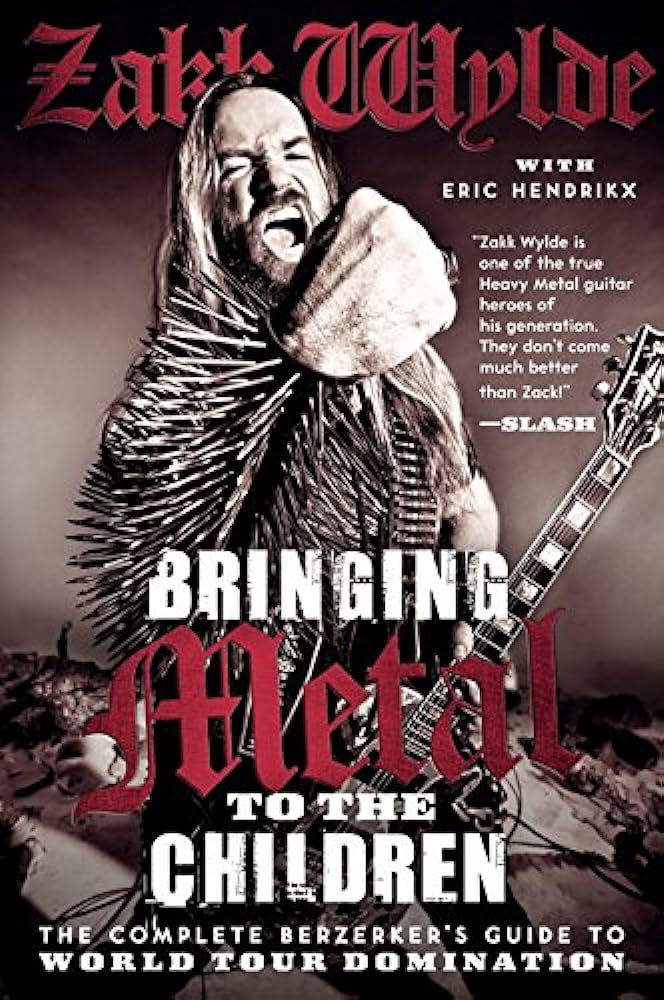 Zakk Wylde
WITH
ERIC HENDRIKX
"Zakk Wylde is
one of the true
Heavy Metal guitar
heroes of
his generation.
They don't come
much better
than Zack!"
—SLASH
BRINGING
Metal
TO THE
CHILDREN
THE COMPLETE BERZERKER'S GUIDE TO
WORLD TOUR DOMINATION